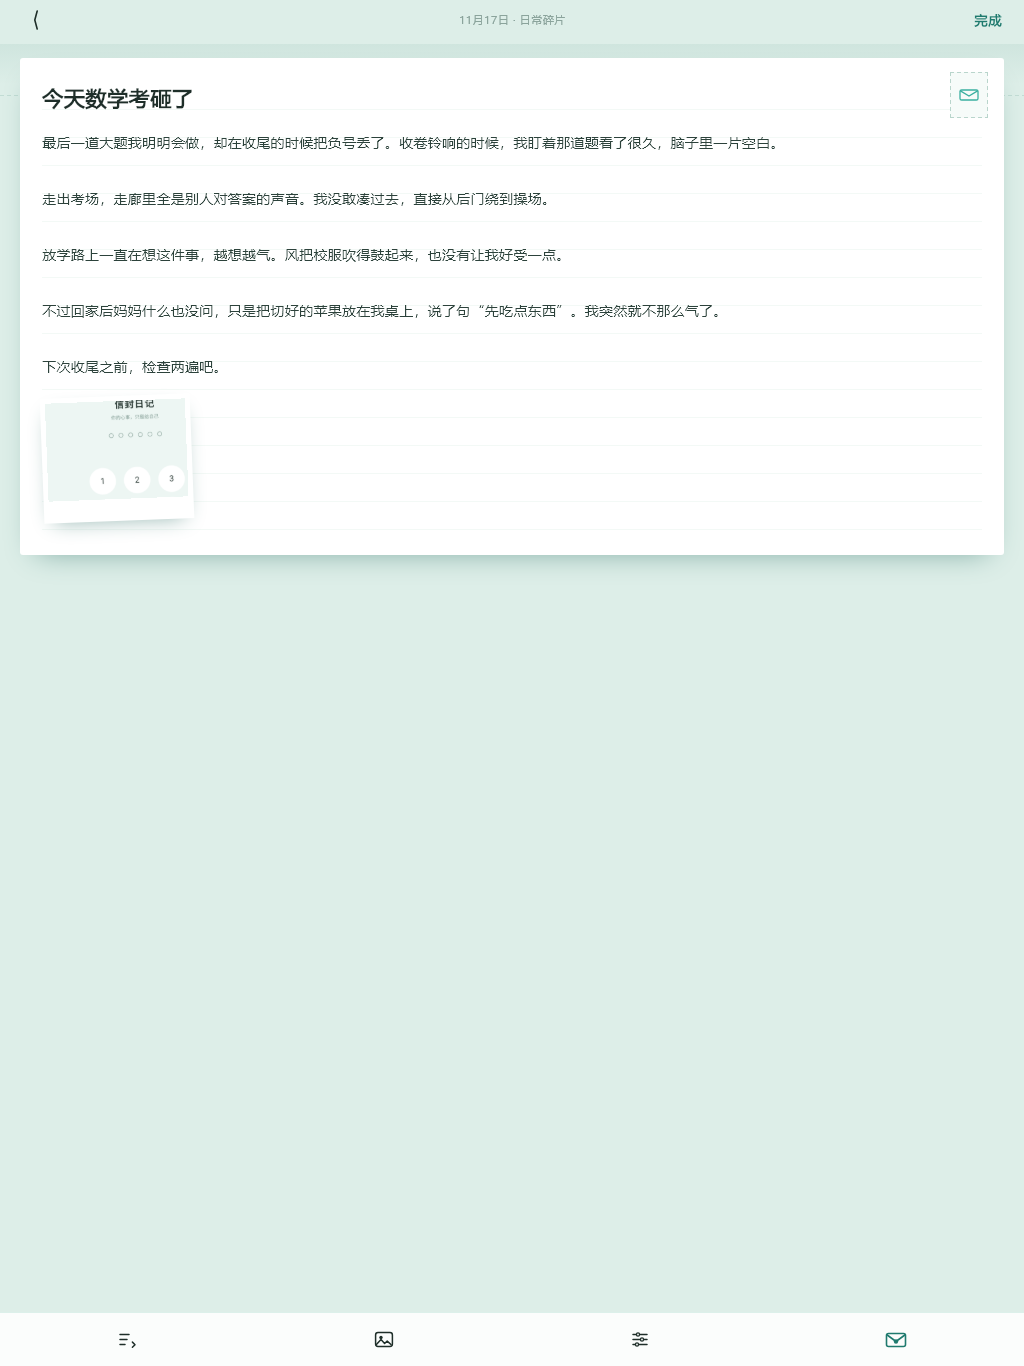 11月17日 · 日常碎片
完成
今天数学考砸了
最后一道大题我明明会做，却在收尾的时候把负号丢了。收卷铃响的时候，我盯着那道题看了很久，脑子里一片空白。
走出考场，走廊里全是别人对答案的声音。我没敢凑过去，直接从后门绕到操场。
放学路上一直在想这件事，越想越气。风把校服吹得鼓起来，也没有让我好受一点。
不过回家后妈妈什么也没问，只是把切好的苹果放在我桌上，说了句“先吃点东西”。我突然就不那么气了。
下次收尾之前，检查两遍吧。
信封日记
你的心事，只慢给自己
1 2 3